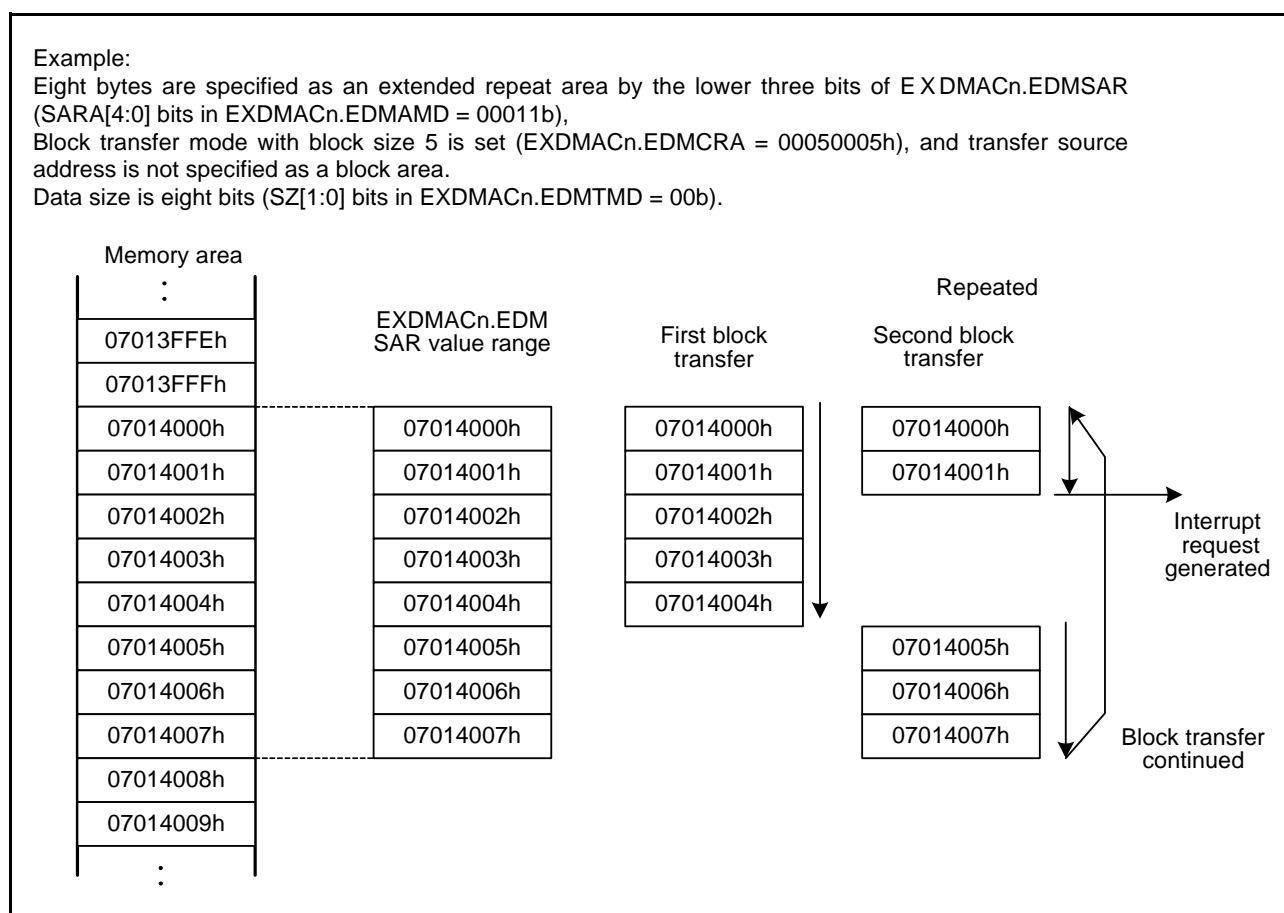 Example:
Eight bytes are specified as an extended repeat area by the lower three bits of EXDMACn.EDMSAR
(SARA[4:0] bits in EXDMACn.EDMAMD = 00011b),
Block transfer mode with block size 5 is set (EXDMACn.EDMCRA = 00050005h), and transfer source
address is not specified as a block area.
Data size is eight bits (SZ[1:0] bits in EXDMACn.EDMTMD = 00b).
Memory area
:
07013FFEh
07013FFFh
07014000h
07014001h
07014002h
07014003h
07014004h
07014005h
07014006h
07014007h
07014008h
07014009h
:
EXDMACn.EDM
SAR value range
07014000h
07014001h
07014002h
07014003h
07014004h
07014005h
07014006h
07014007h
First block
transfer
07014000h
07014001h
07014002h
07014003h
07014004h
Repeated
Second block
transfer
07014000h
07014001h
07014005h
07014006h
07014007h
Interrupt
request
generated
Block transfer
continued